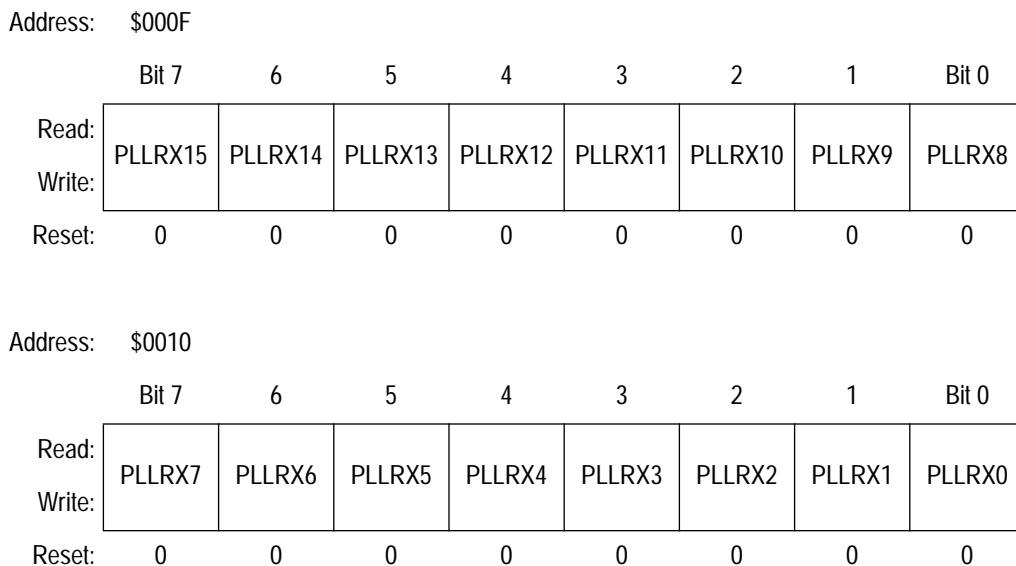 Address: $000F
Bit 7 6 5 4 3 2 1 Bit 0
Read:
PLLRX15 PLLRX14 PLLRX13 PLLRX12 PLLRX11 PLLRX10 PLLRX9 PLLRX8
Write:
Reset: 0 0 0 0 0 0 0 0
Address: $0010
Bit 7 6 5 4 3 2 1 Bit 0
Read:
PLLRX7 PLLRX6 PLLRX5 PLLRX4 PLLRX3 PLLRX2 PLLRX1 PLLRX0
Write:
Reset: 0 0 0 0 0 0 0 0